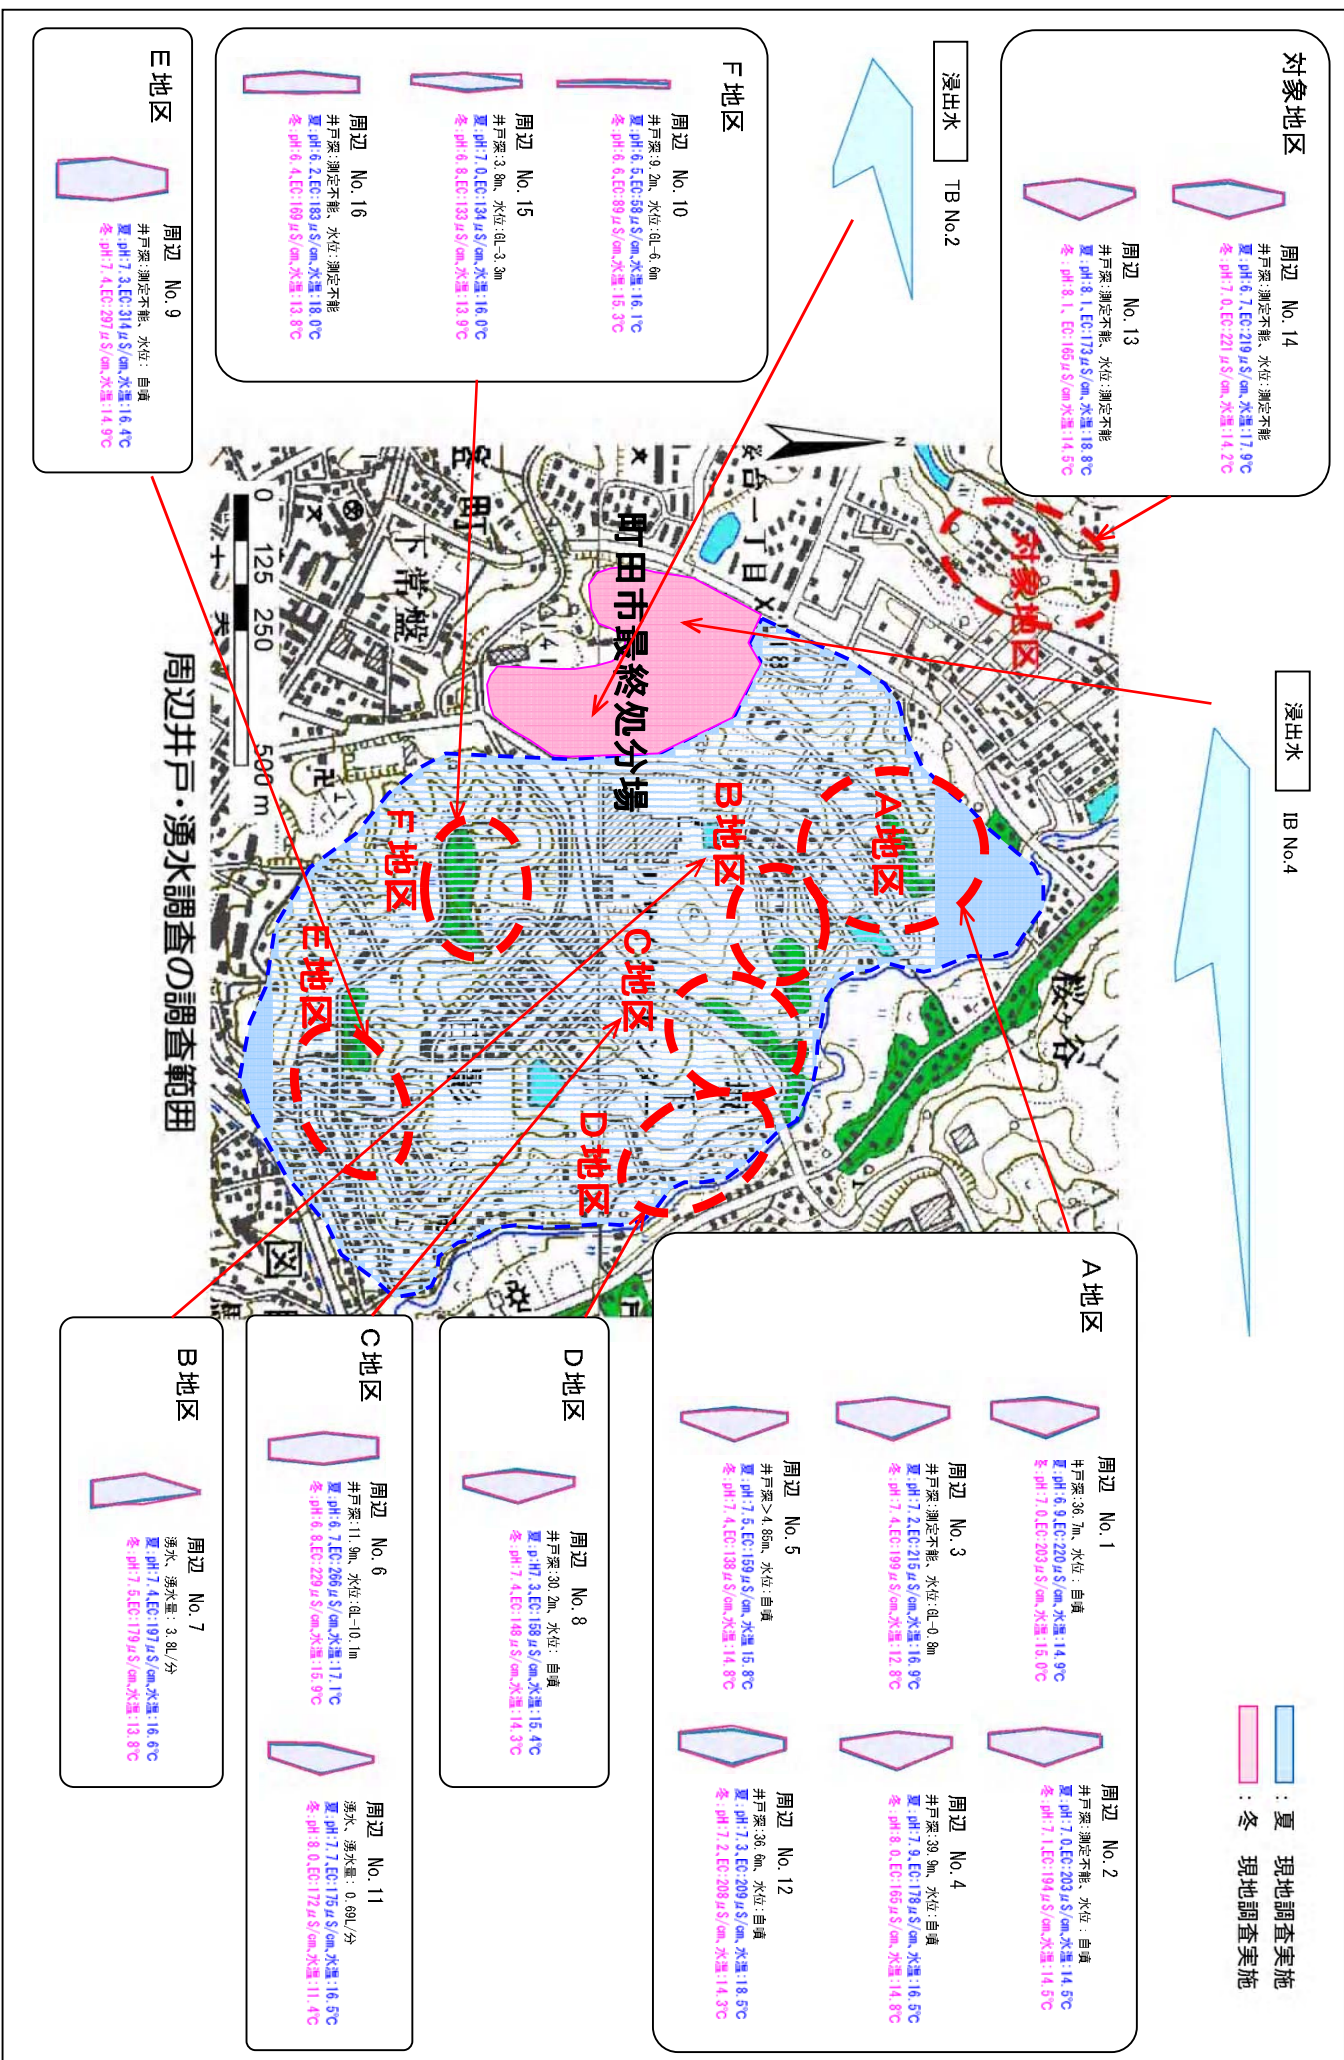 対象地区
周辺 No.14
井戸深:測定不能、水位:測定不能
夏:pH:6.7、EC:219μS/cm、水温:17.9℃
冬:pH:7.0、EC:221μS/cm、水温:14.2℃
周辺 No.13
井戸深:測定不能、水位:測定不能
夏:pH:8.1、EC:173μS/cm、水温:18.8℃
冬:pH:8.1、EC:165μS/cm 水温:14.5℃
浸出水
TB No.2
F地区
周辺 No.10
井戸深:9.2m、水位:GL-6.6m
夏:pH:6.5、EC:58μS/cm、水温:16.1℃
冬:pH:6.6、EC:89μS/cm、水温:15.3℃
周辺 No.15
井戸深:3.8m、水位:GL-3.3m
夏:pH:7.0、EC:134μS/cm、水温:16.0℃
冬:pH:6.8、EC:133μS/cm、水温:13.9℃
周辺 No.16
井戸深:測定不能、水位:測定不能
夏:pH:6.2、EC:183μS/cm、水温:18.0℃
冬:pH:6.4、EC:169μS/cm、水温:13.8℃
E地区
周辺 No.9
井戸深:測定不能、水位: 自噴
夏:pH:7.3、EC:314μS/cm、水温:16.4℃
冬:pH:7.4、EC:297μS/cm、水温:14.9℃
浸出水
IB No.4
N
対象地区
桜台一丁目
町田市最終処分場
A地区
B地区
C地区
D地区
E地区
F地区
桜ヶ谷
下常盤
町
141
図
0 125 250 500 m
周辺井戸・湧水調査の調査範囲
:夏 現地調査実施
:冬 現地調査実施
A地区
周辺 No.1
井戸深:36.7m、水位:自噴
夏:pH:6.9、EC:220μS/cm、水温:14.9℃
冬:pH:7.0、EC:203μS/cm、水温:15.0℃
周辺 No.2
井戸深:測定不能、水位:自噴
夏:pH:7.0、EC:203μS/cm、水温:14.5℃
冬:pH:7.1、EC:194μS/cm、水温:14.5℃
周辺 No.3
井戸深:測定不能、水位:GL-0.8m
夏:pH:7.2、EC:215μS/cm、水温:16.9℃
冬:pH:7.4、EC:199μS/cm、水温:12.8℃
周辺 No.4
井戸深:39.9m、水位:自噴
夏:pH:7.9、EC:178μS/cm、水温:16.5℃
冬:pH:8.0、EC:165μS/cm、水温:14.8℃
周辺 No.5
井戸深>4.85m、水位:自噴
夏:pH:7.5、EC:159μS/cm、水温15.8℃
冬:pH:7.4、EC:138μS/cm、水温:14.8℃
周辺 No.12
井戸深:36.6m、水位:自噴
夏:pH:7.3、EC:209μS/cm、水温:18.5℃
冬:pH:7.2、EC:208μS/cm、水温:14.3℃
D地区
周辺 No.8
井戸深:30.2m、水位:自噴
夏:p:H7.3、EC:158μS/cm、水温:15.4℃
冬:pH:7.4、EC:148μS/cm、水温:14.3℃
C地区
周辺 No.6
井戸深:11.9m、水位:GL-10.1m
夏:pH:6.7、EC:266μS/cm、水温:17.1℃
冬:pH:6.8、EC:229μS/cm、水温:15.9℃
周辺 No.11
湧水、湧水量:0.69L/分
夏:pH:7.7、EC:175μS/cm、水温:16.5℃
冬:pH:8.0、EC:172μS/cm、水温:11.4℃
B地区
周辺 No.7
湧水、湧水量:3.8L/分
夏:pH:7.4、EC:197μS/cm、水温:16.6℃
冬:pH:7.5、EC:179μS/cm、水温:13.8℃